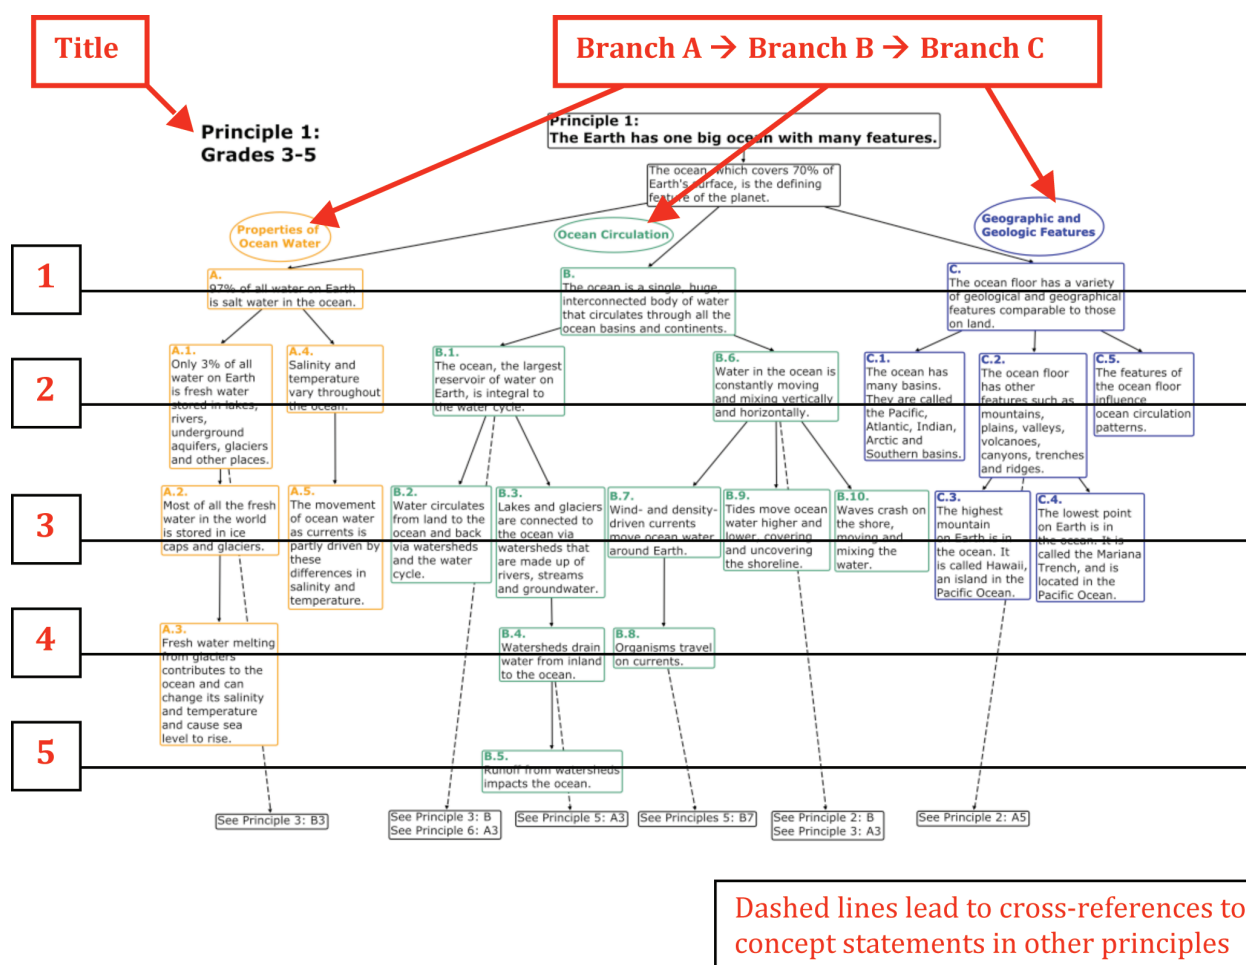 Title
Branch A → Branch B → Branch C
Principle 1:
Grades 3-5
Principle 1:
The Earth has one big ocean with many features.
The ocean, which covers 70% of
Earth's surface, is the defining
feature of the planet.
Properties of
Ocean Water
Ocean Circulation
Geographic and
Geologic Features
1
A.
97% of all water on Earth
is salt water in the ocean.
B.
The ocean is a single, huge,
interconnected body of water
that circulates through all the
ocean basins and continents.
C.
The ocean floor has a variety
of geological and geographical
features comparable to those
on land.
2
A.1.
Only 3% of all
water on Earth
is fresh water
stored in lakes,
rivers,
underground
aquifers, glaciers
and other places.
A.4.
Salinity and
temperature
vary throughout
the ocean.
B.1.
The ocean, the largest
reservoir of water on
Earth, is integral to
the water cycle.
B.6.
Water in the ocean is
constantly moving
and mixing vertically
and horizontally.
C.1.
The ocean has
many basins.
They are called
the Pacific,
Atlantic, Indian,
Arctic and
Southern basins.
C.2.
The ocean floor
has other
features such as
mountains,
plains, valleys,
volcanoes,
canyons, trenches
and ridges.
C.5.
The features of
the ocean floor
influence
ocean circulation
patterns.
3
A.2.
Most of all the fresh
water in the world
is stored in ice
caps and glaciers.
A.5.
The movement
of ocean water
as currents is
partly driven by
these
differences in
salinity and
temperature.
B.2.
Water circulates
from land to the
ocean and back
via watersheds
and the water
cycle.
B.3.
Lakes and glaciers
are connected to
the ocean via
watersheds that
are made up of
rivers, streams
and groundwater.
B.7.
Wind- and density-
driven currents
move ocean water
around Earth.
B.9.
Tides move ocean
water higher and
lower, covering
and uncovering
the shoreline.
B.10.
Waves crash on
the shore,
moving and
mixing the
water.
C.3.
The highest
mountain
on Earth is in
the ocean. It
is called Hawaii,
an island in the
Pacific Ocean.
C.4.
The lowest point
on Earth is in
the ocean. It is
called the Mariana
Trench, and is
located in the
Pacific Ocean.
4
A.3.
Fresh water melting
from glaciers
contributes to the
ocean and can
change its salinity
and temperature
and cause sea
level to rise.
B.4.
Watersheds drain
water from inland
to the ocean.
B.8.
Organisms travel
on currents.
5
B.5.
Runoff from watersheds
impacts the ocean.
See Principle 3: B3
See Principle 3: B
See Principle 6: A3
See Principle 5: A3
See Principles 5: B7
See Principle 2: B
See Principle 3: A3
See Principle 2: A5
Dashed lines lead to cross-references to
concept statements in other principles